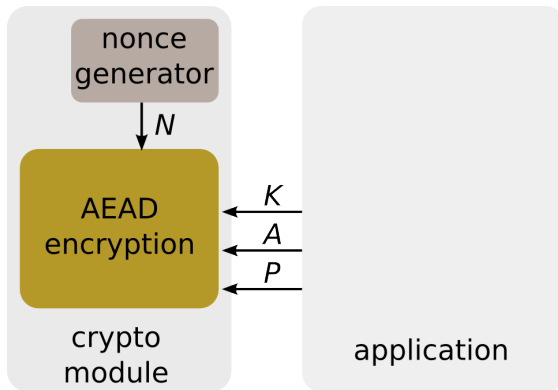 nonce
generator
N
AEAD
encryption
K
A
P
crypto
module
application